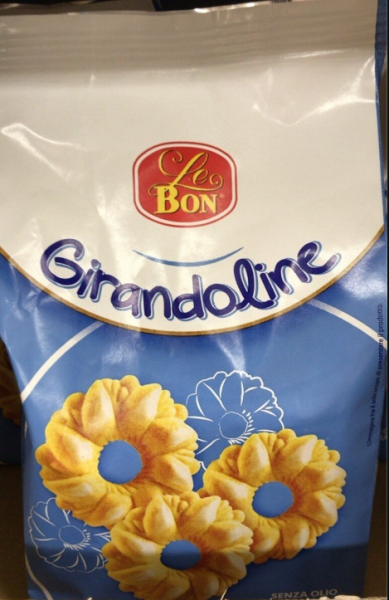 Le
BON
Girandoline
SENZA OLIO